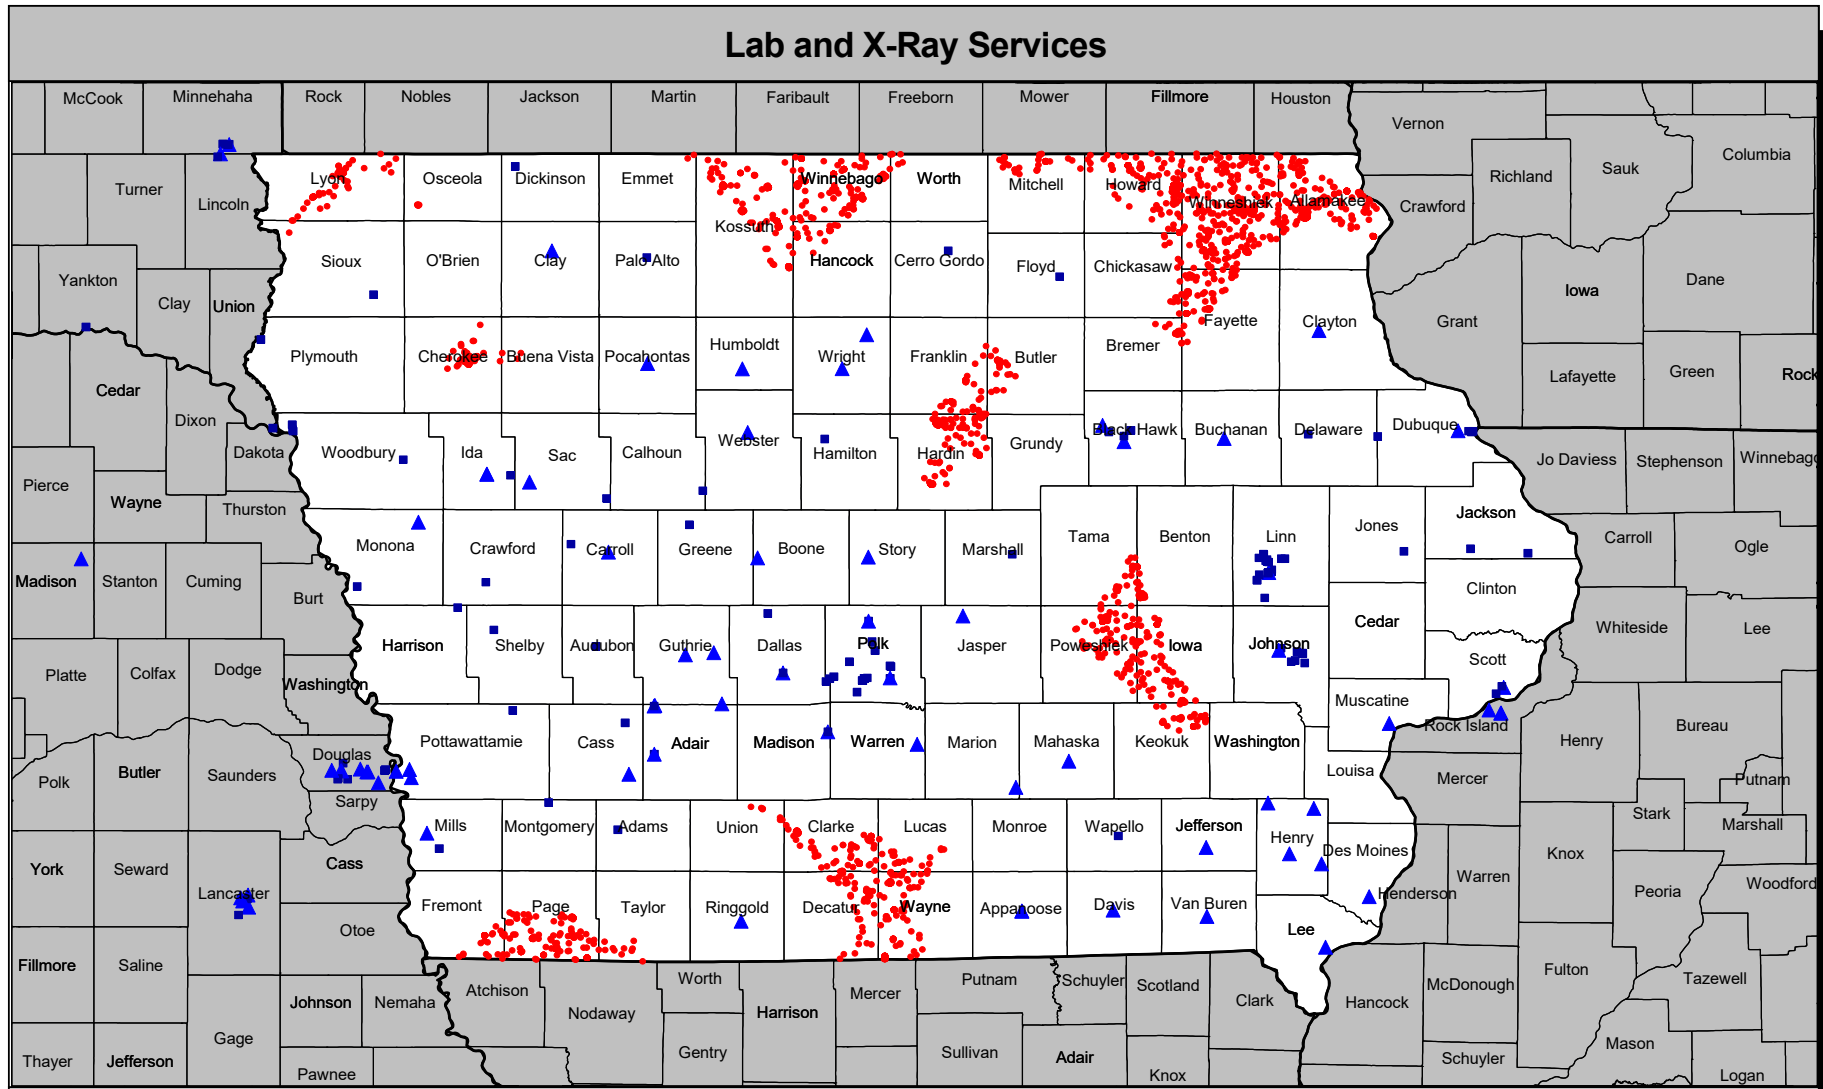 Lab and X-Ray Services
McCook Minnehaha Rock Nobles Jackson Martin Faribault Freeborn Mower Fillmore Houston
Vernon
Columbia
Sauk
Richland
Turner Lyon Osceola Dickinson Emmet Winnebago Worth Mitchell Howard
Lincoln Winneshiek Allamakee Crawford
Kossuth
Sioux O'Brien Clay Palo Alto Hancock Cerro Gordo Floyd Chickasaw
Yankton Clay Union Iowa Dane
Fayette Clayton Grant
Plymouth Cherokee Buena Vista Pocahontas Humboldt Wright Franklin Butler Bremer
Cedar Lafayette Green Rock
Dixon
Woodbury Ida Sac Calhoun Webster Hamilton Hardin Grundy Black Hawk Buchanan Delaware Dubuque
Dakota Jo Daviess Stephenson Winnebago
Pierce Wayne Thurston
Monona Crawford Carroll Greene Boone Story Marshall Tama Benton Linn Jones Jackson
Carroll Ogle
Madison Stanton Cuming Burt Clinton
Harrison Shelby Audubon Guthrie Dallas Polk Jasper Poweshiek Iowa Johnson Cedar
Whiteside Lee
Scott
Platte Colfax Dodge Washington Muscatine
Rock Island Bureau
Pottawattamie Cass Adair Madison Warren Marion Mahaska Keokuk Washington
Henry
Douglas
Polk Butler Saunders Louisa Mercer Putnam
Sarpy
Mills Montgomery Adams Union Clarke Lucas Monroe Wapello Jefferson Henry
Stark Marshall
Des Moines Knox
York Seward Cass Warren
Lancaster Henderson Peoria Woodford
Fremont Page Taylor Ringgold Decatur Wayne Appanoose Davis Van Buren
Otoe Lee
Fillmore Saline Fulton
Atchison Worth Putnam Schuyler Scotland Tazewell
Johnson Nemaha Nodaway Harrison Mercer Clark Hancock McDonough
Gage Gentry Sullivan Adair Mason
Thayer Jefferson Schuyler
Pawnee Knox Logan